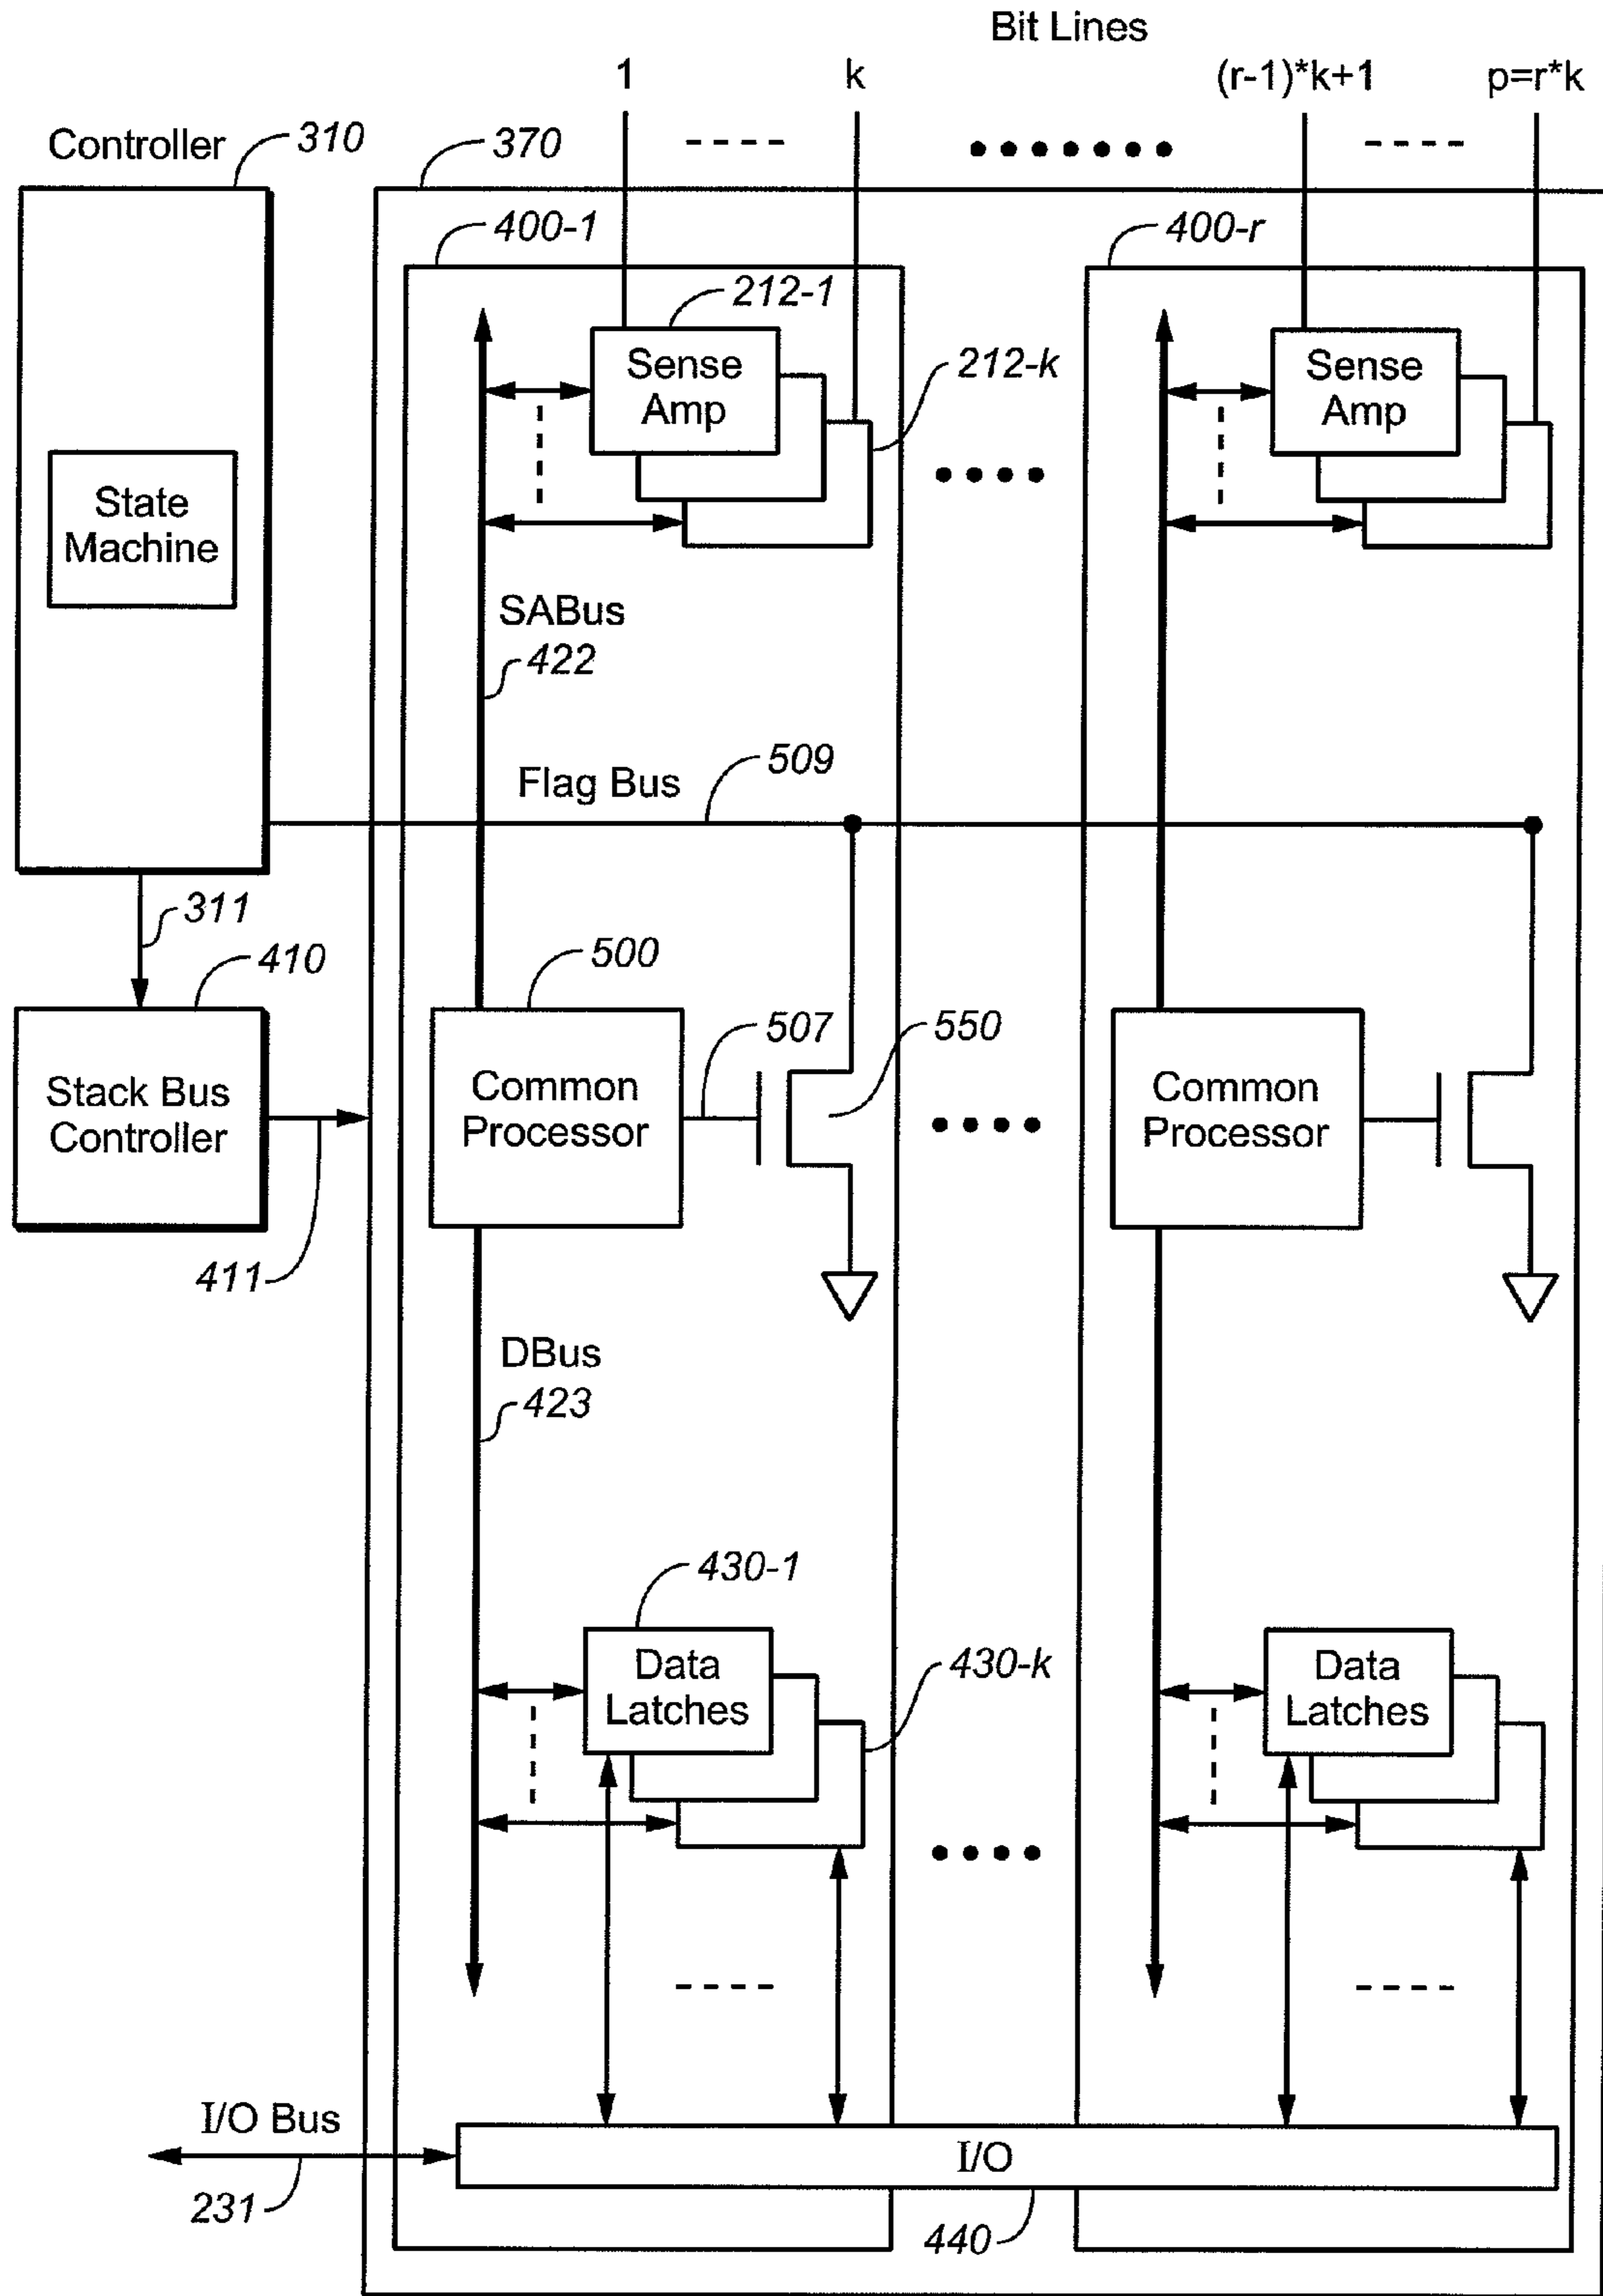 Bit Lines
1
k
(r-1)*k+1
p=r*k
Controller
310
370
400-1
400-r
212-1
Sense
Amp
212-k
Sense
Amp
State
Machine
SABus
422
Flag Bus
509
311
410
500
507
550
Stack Bus
Controller
Common
Processor
Common
Processor
411
DBus
423
430-1
Data
Latches
430-k
Data
Latches
I/O Bus
I/O
231
440